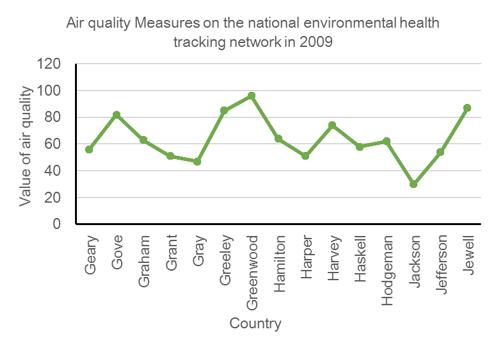 Air quality Measures on the national environmental health
tracking network in 2009
Value of air quality
120
100
80
60
40
20
0
Geary
Gove
Graham
Grant
Gray
Greeley
Greenwood
Hamilton
Harper
Harvey
Haskell
Hodgeman
Jackson
Jefferson
Jewell
Country